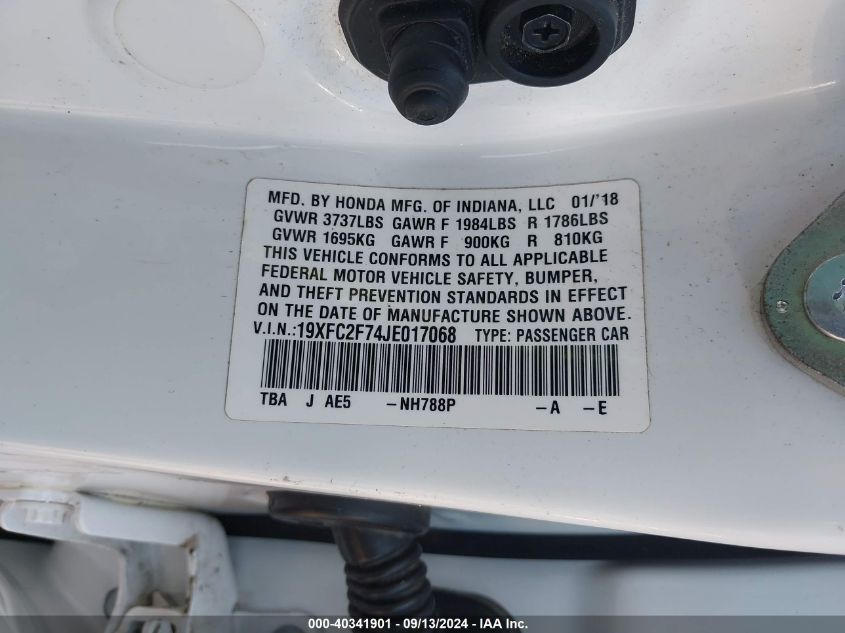 MFD. BY HONDA MFG. OF INDIANA, LLC 01/'18
GVWR 3737LBS GAWR F 1984LBS R 1786LBS
GVWR 1695KG GAWR F 900KG R 810KG
THIS VEHICLE CONFORMS TO ALL APPLICABLE
FEDERAL MOTOR VEHICLE SAFETY, BUMPER,
AND THEFT PREVENTION STANDARDS IN EFFECT
ON THE DATE OF MANUFACTURE SHOWN ABOVE.
V.I.N.:19XFC2F74JE017068 TYPE: PASSENGER CAR
TBA J AE5 -NH788P -A -E
119 - 40341901 - 09/13/2024 - IAA Inc.